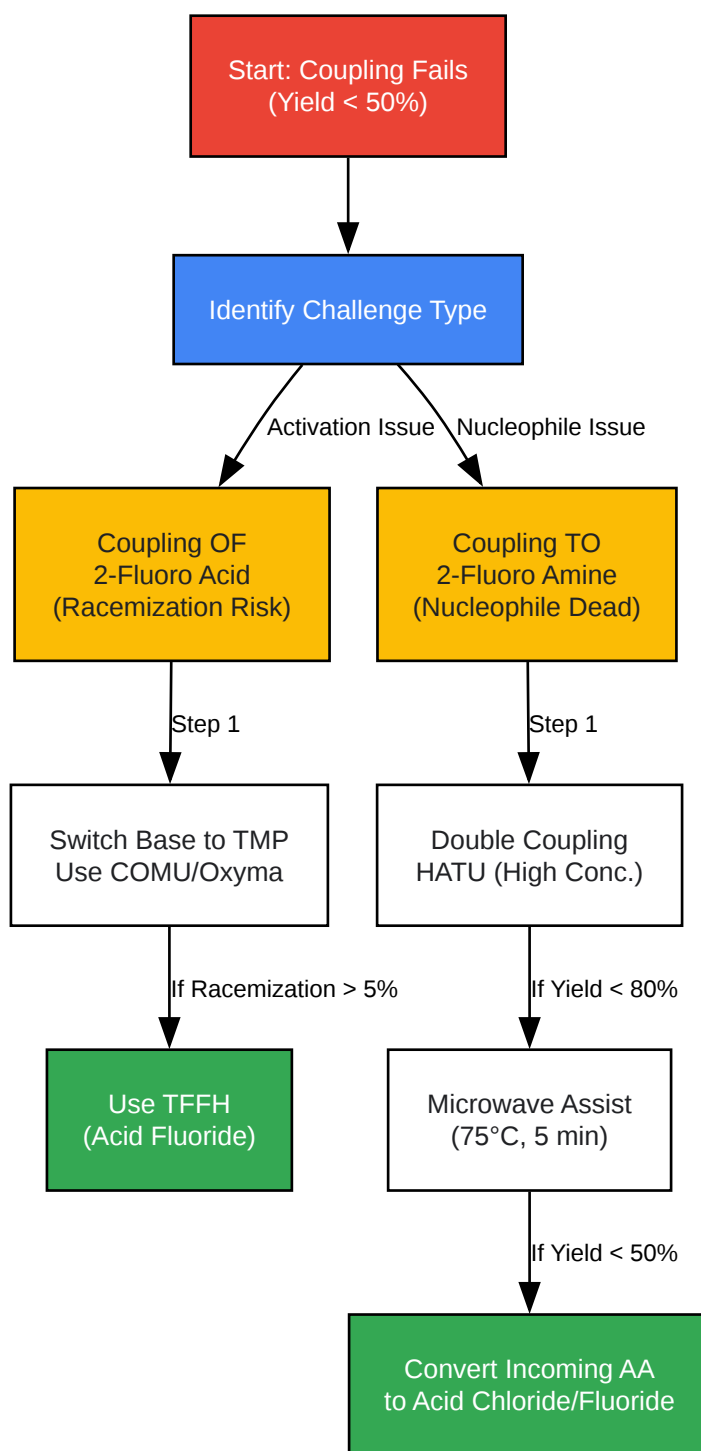 Start: Coupling Fails
(Yield < 50%)
Identify Challenge Type
Activation Issue
Nucleophile Issue
Coupling OF
2-Fluoro Acid
(Racemization Risk)
Coupling TO
2-Fluoro Amine
(Nucleophile Dead)
Step 1
Step 1
Switch Base to TMP
Use COMU/Oxyma
Double Coupling
HATU (High Conc.)
If Racemization > 5%
If Yield < 80%
Use TFFH
(Acid Fluoride)
Microwave Assist
(75°C, 5 min)
If Yield < 50%
Convert Incoming AA
to Acid Chloride/Fluoride